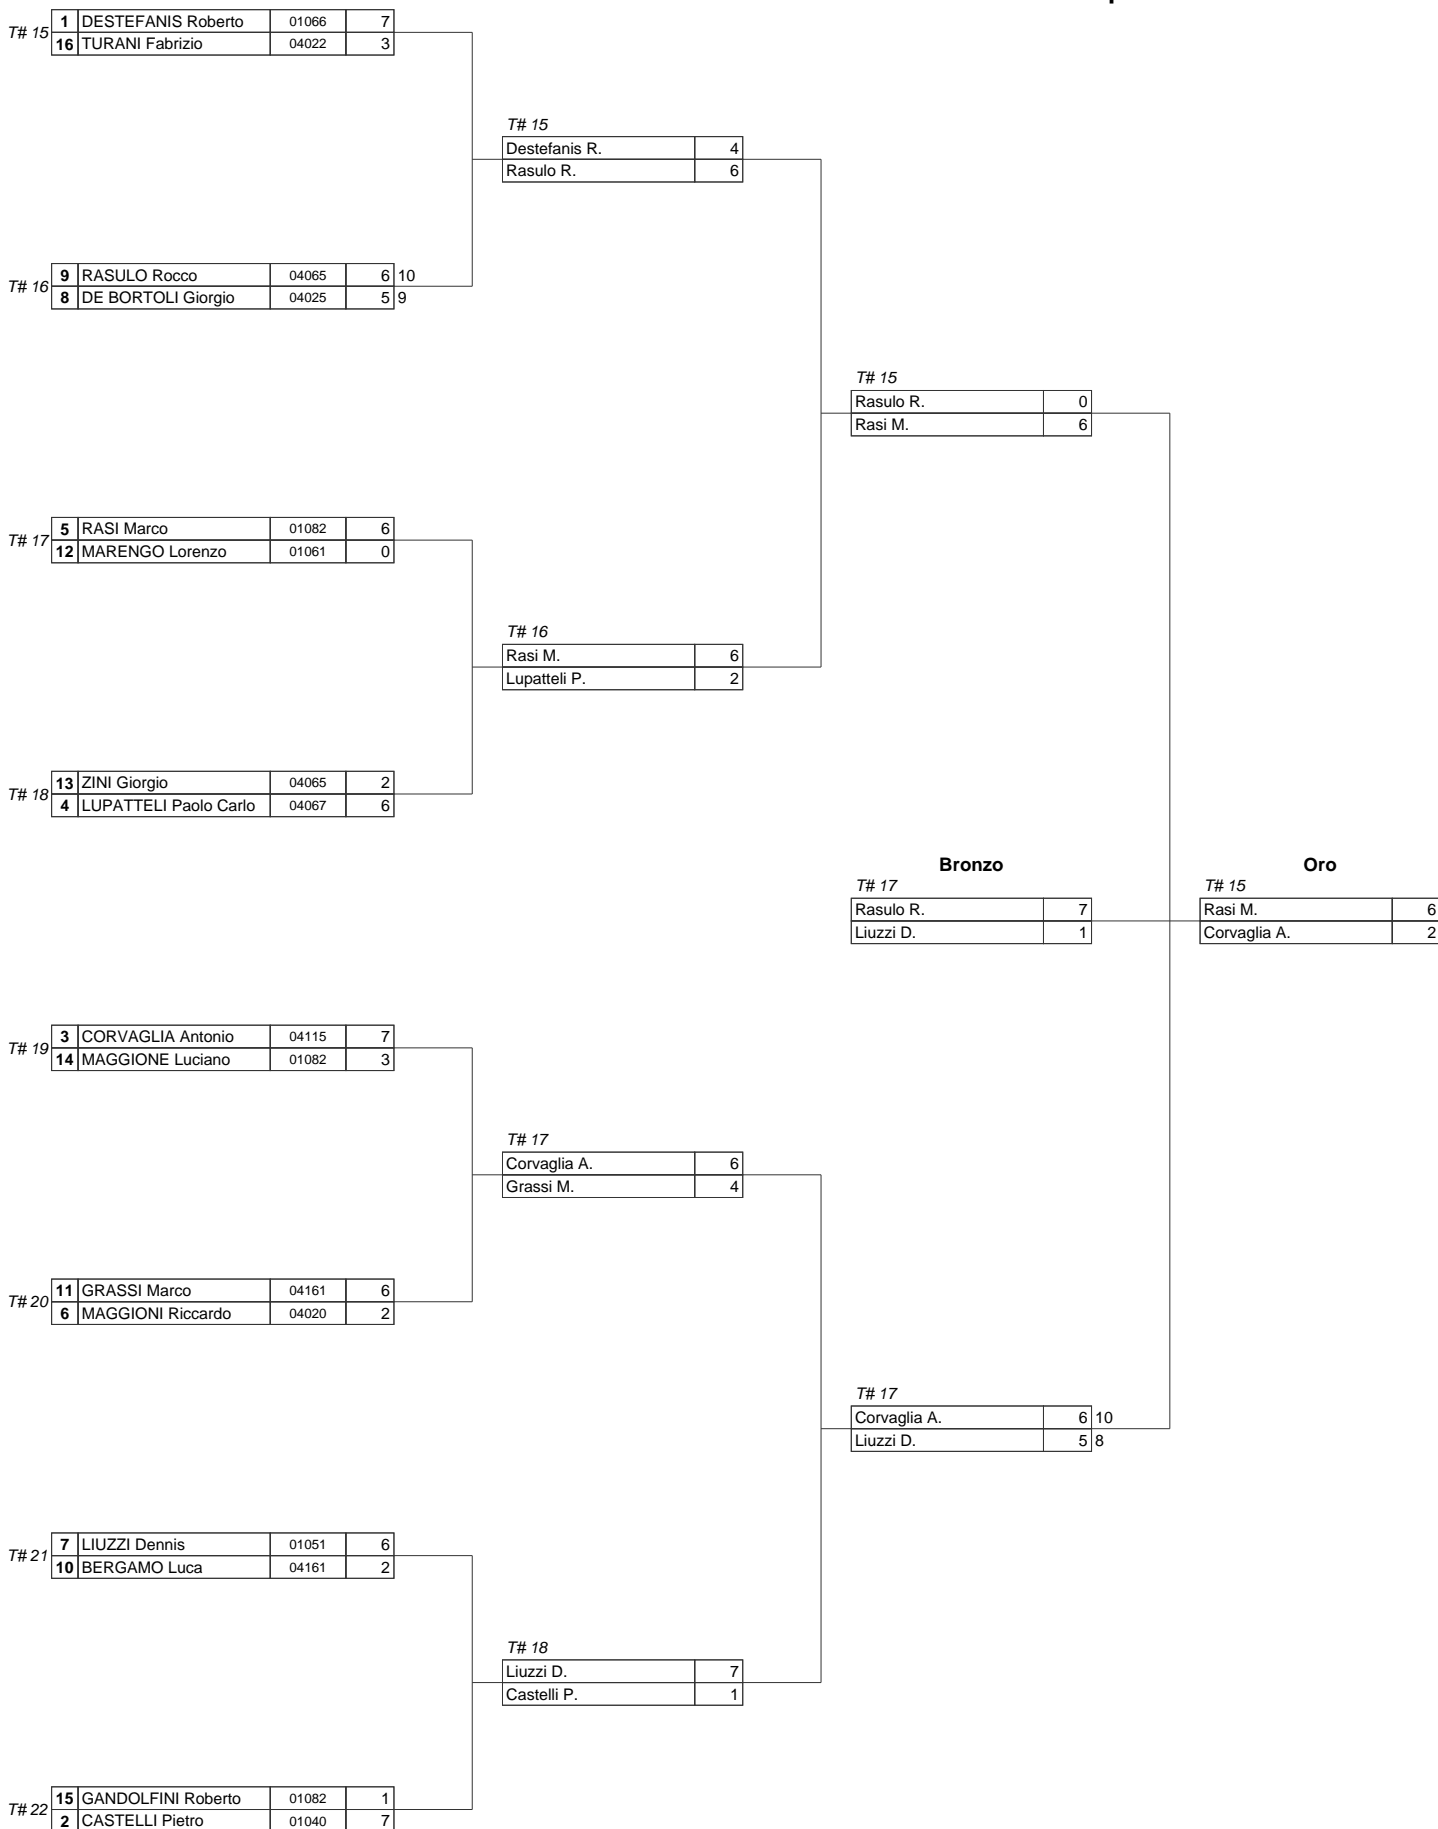 T# 15
1 DESTEFANIS Roberto 01066 7
16 TURANI Fabrizio 04022 3
T# 15
Destefanis R. 4
Rasulo R. 6
T# 16
9 RASULO Rocco 04065 6 10
8 DE BORTOLI Giorgio 04025 5 9
T# 15
Rasulo R. 0
Rasi M. 6
T# 17
5 RASI Marco 01082 6
12 MARENGO Lorenzo 01061 0
T# 16
Rasi M. 6
Lupatteli P. 2
T# 18
13 ZINI Giorgio 04065 2
4 LUPATTELI Paolo Carlo 04067 6
Bronzo
T# 17
Rasulo R. 7
Liuzzi D. 1
Oro
T# 15
Rasi M. 6
Corvaglia A. 2
T# 19
3 CORVAGLIA Antonio 04115 7
14 MAGGIONE Luciano 01082 3
T# 17
Corvaglia A. 6
Grassi M. 4
T# 20
11 GRASSI Marco 04161 6
6 MAGGIONI Riccardo 04020 2
T# 17
Corvaglia A. 6 10
Liuzzi D. 5 8
T# 21
7 LIUZZI Dennis 01051 6
10 BERGAMO Luca 04161 2
T# 18
Liuzzi D. 7
Castelli P. 1
T# 22
15 GANDOLFINI Roberto 01082 1
2 CASTELLI Pietro 01040 7